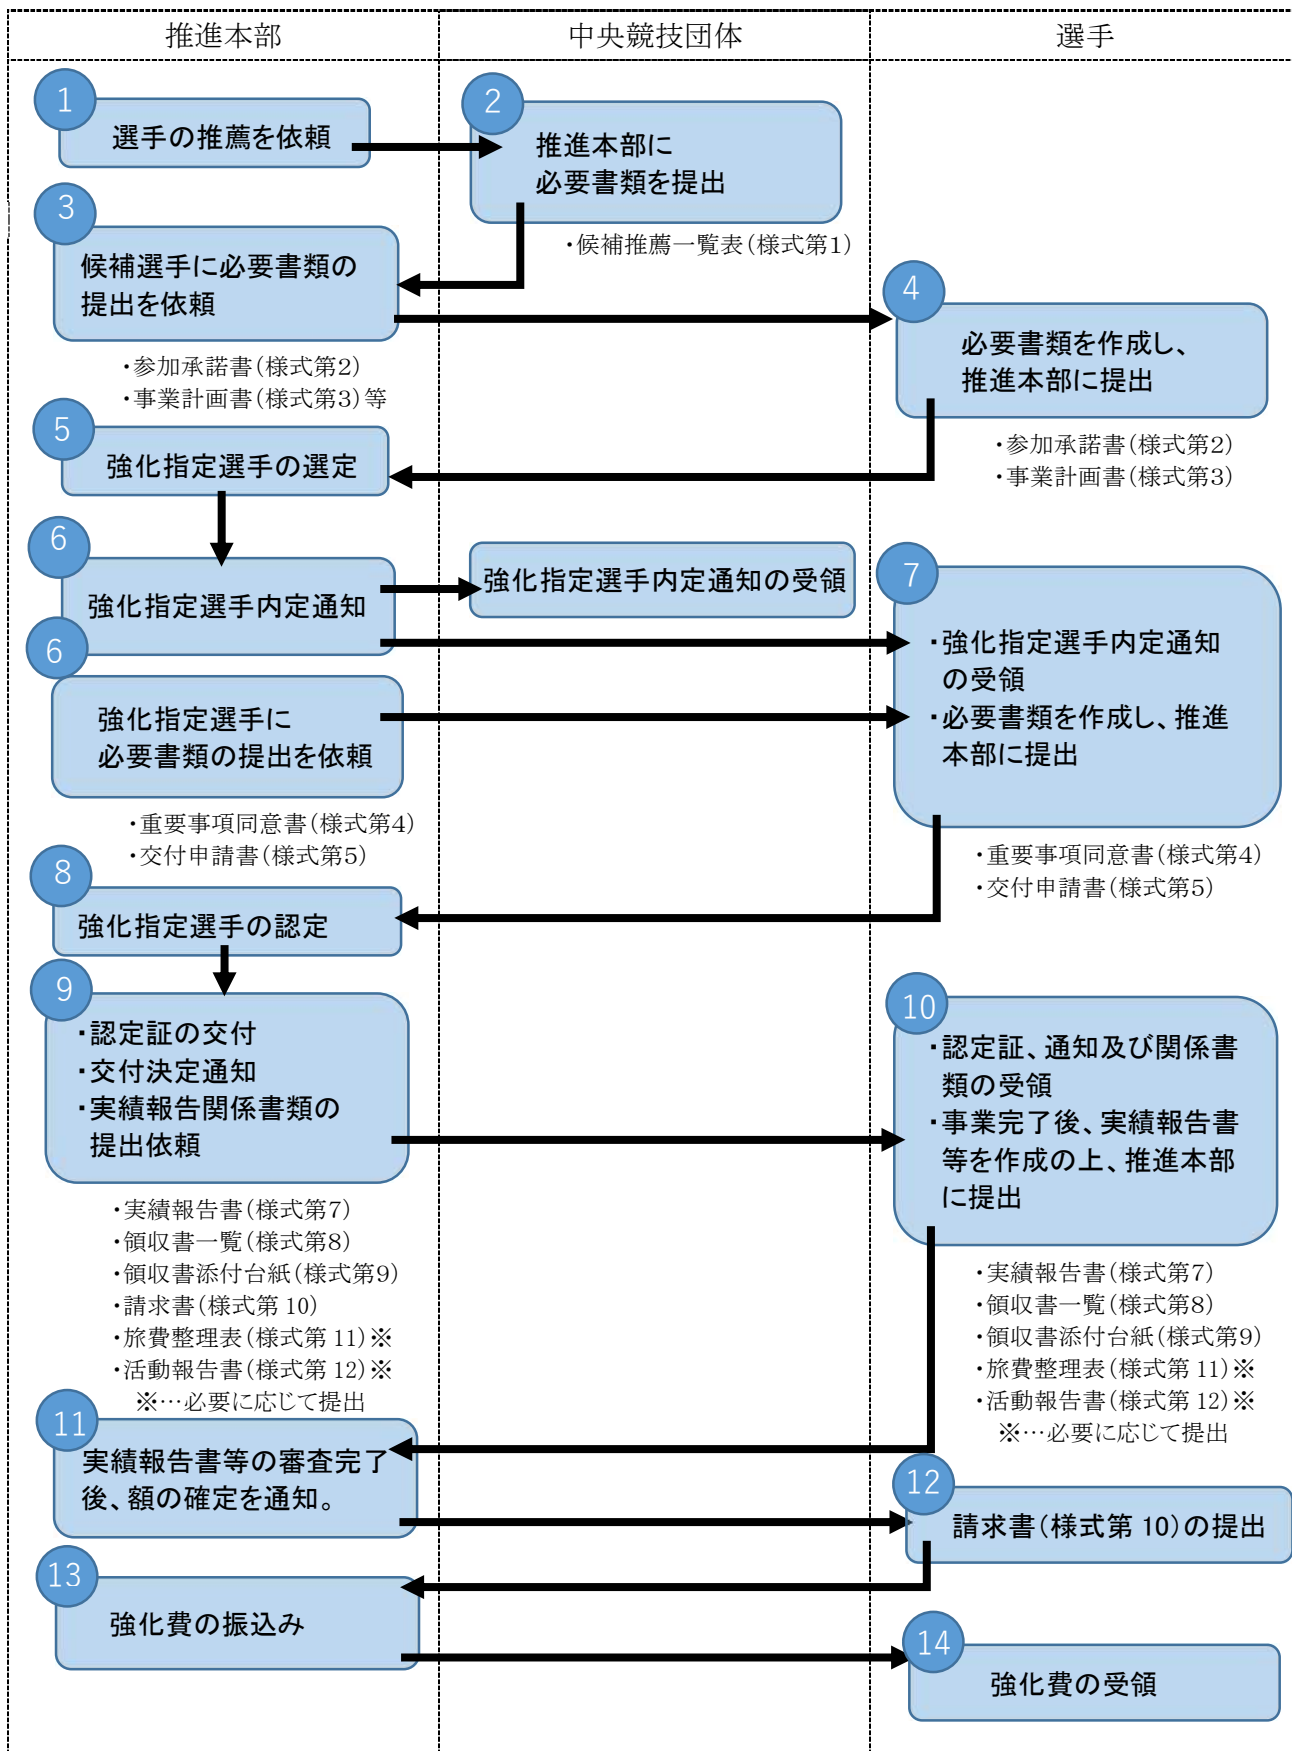 推進本部
中央競技団体
選手
1
選手の推薦を依頼
2
推進本部に
必要書類を提出
・候補推薦一覧表(様式第1)
3
候補選手に必要書類の
提出を依頼
・参加承諾書(様式第2)
・事業計画書(様式第3)等
4
必要書類を作成し、
推進本部に提出
・参加承諾書(様式第2)
・事業計画書(様式第3)
5
強化指定選手の選定
6
強化指定選手内定通知
強化指定選手内定通知の受領
6
強化指定選手に
必要書類の提出を依頼
・重要事項同意書(様式第4)
・交付申請書(様式第5)
7
・強化指定選手内定通知
の受領
・必要書類を作成し、推進
本部に提出
・重要事項同意書(様式第4)
・交付申請書(様式第5)
8
強化指定選手の認定
9
・認定証の交付
・交付決定通知
・実績報告関係書類の
提出依頼
・実績報告書(様式第7)
・領収書一覧(様式第8)
・領収書添付台紙(様式第9)
・請求書(様式第 10)
・旅費整理表(様式第 11)※
・活動報告書(様式第 12)※
※…必要に応じて提出
10
・認定証、通知及び関係書
類の受領
・事業完了後、実績報告書
等を作成の上、推進本部
に提出
・実績報告書(様式第7)
・領収書一覧(様式第8)
・領収書添付台紙(様式第9)
・旅費整理表(様式第 11)※
・活動報告書(様式第 12)※
※…必要に応じて提出
11
実績報告書等の審査完了
後、額の確定を通知。
12
請求書(様式第 10)の提出
13
強化費の振込み
14
強化費の受領